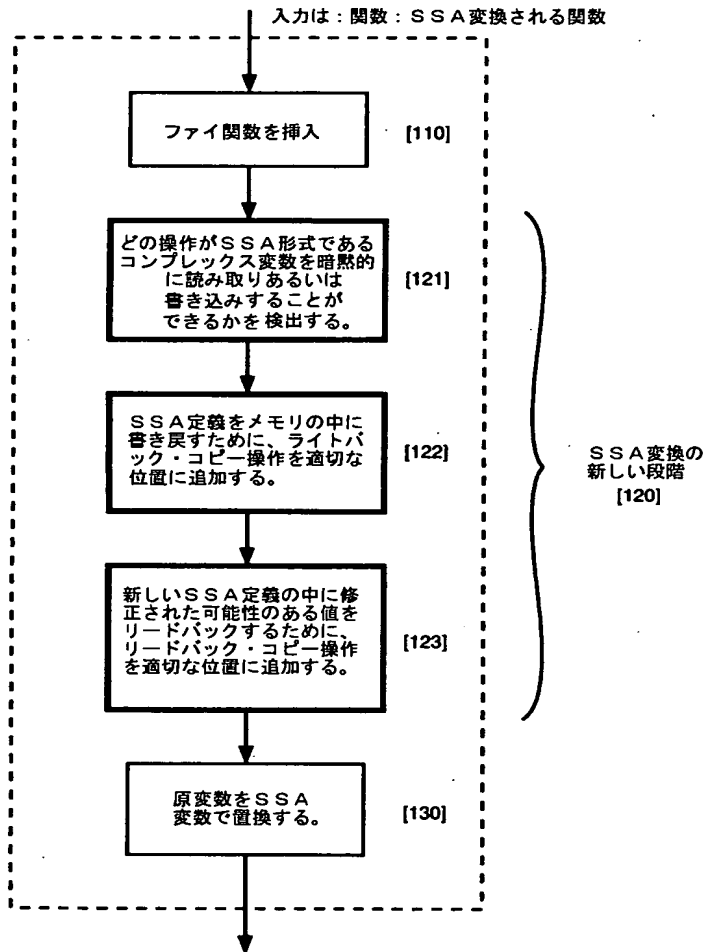 入力は：関数：ＳＳＡ変換される関数
ファイ関数を挿入
[110]
どの操作がＳＳＡ形式である
コンプレックス変数を暗黙的
に読み取りあるいは
書き込みすることが
できるかを検出する。
[121]
ＳＳＡ定義をメモリの中に
書き戻すために、ライトバ
ック・コピー操作を適切な
位置に追加する。
[122]
新しいＳＳＡ定義の中に修
正された可能性のある値を
リードバックするために、
リードバック・コピー操作
を適切な位置に追加する。
[123]
ＳＳＡ変換の
新しい段階
[120]
原変数をＳＳＡ
変数で置換する。
[130]